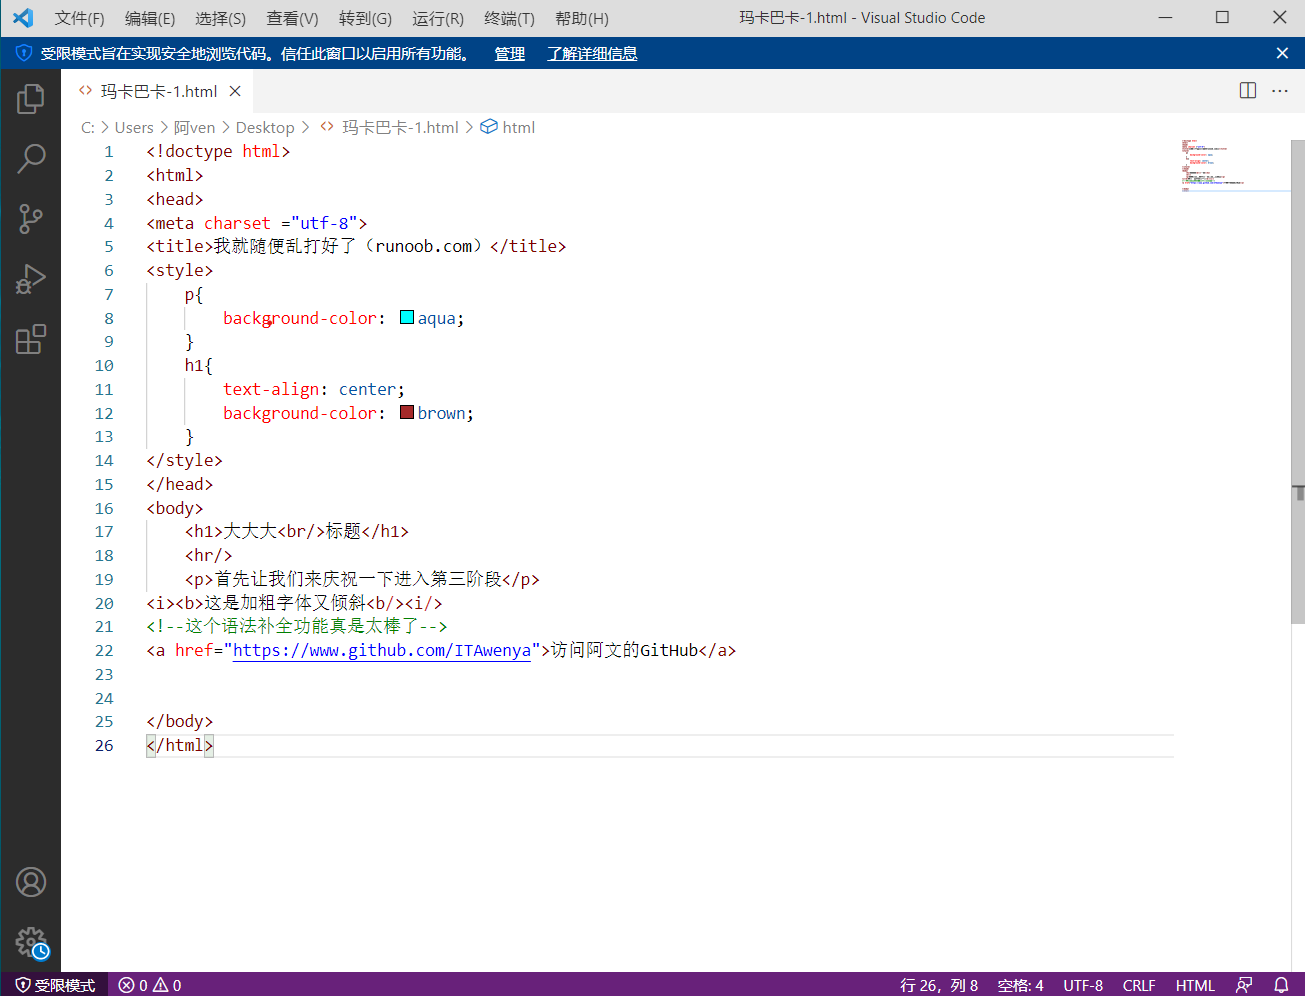 文件(F) 编辑(E) 选择(S) 查看(V) 转到(G) 运行(R) 终端(T) 帮助(H) 玛卡巴卡-1.html - Visual Studio Code
受限模式旨在实现安全地浏览代码。信任此窗口以启用所有功能。 管理 了解详细信息
玛卡巴卡-1.html
C: > Users > 阿ven > Desktop > 玛卡巴卡-1.html > html
1 <!doctype html>
2 <html>
3 <head>
4 <meta charset ="utf-8">
5 <title>我就随便乱打好了（runoob.com）</title>
6 <style>
7 p{
8 background-color: aqua;
9 }
10 h1{
11 text-align: center;
12 background-color: brown;
13 }
14 </style>
15 </head>
16 <body>
17 <h1>大大大<br/>标题</h1>
18 <hr/>
19 <p>首先让我们来庆祝一下进入第三阶段</p>
20 <i><b>这是加粗字体又倾斜<b/><i/>
21 <!--这个语法补全功能真是太棒了-->
22 <a href="https://www.github.com/ITAwenya">访问阿文的GitHub</a>
23
24
25 </body>
26 </html>
受限模式 0 0 行 26，列 8 空格: 4 UTF-8 CRLF HTML